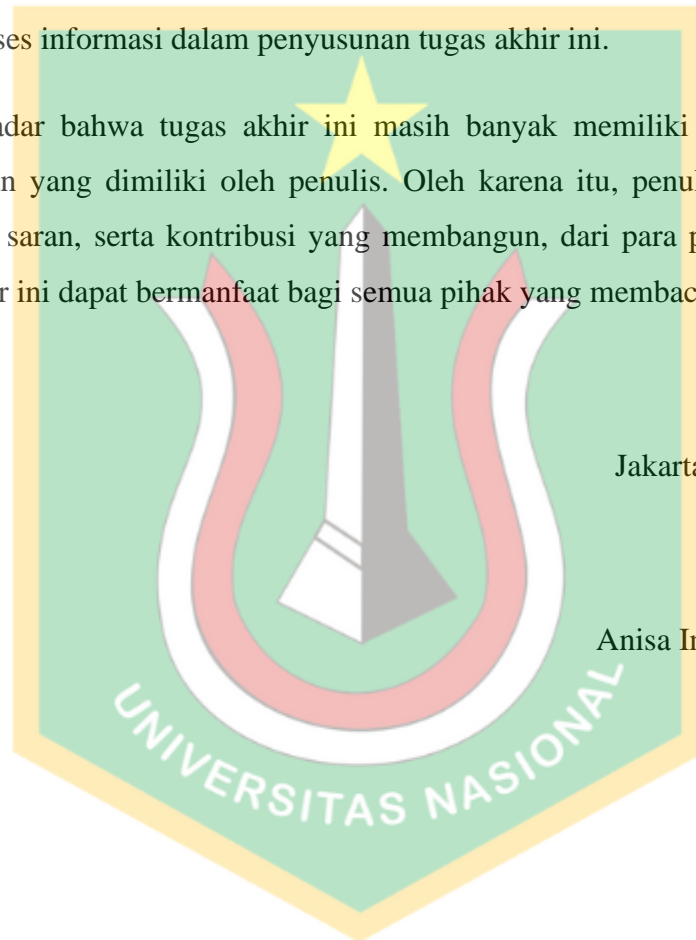 ses informasi dalam penyusunan tugas akhir ini.
adar bahwa tugas akhir ini masih banyak memiliki
n yang dimiliki oleh penulis. Oleh karena itu, penul
saran, serta kontribusi yang membangun, dari para p
r ini dapat bermanfaat bagi semua pihak yang membac
Jakarta
Anisa In
UNIVERSITAS NASIONAL